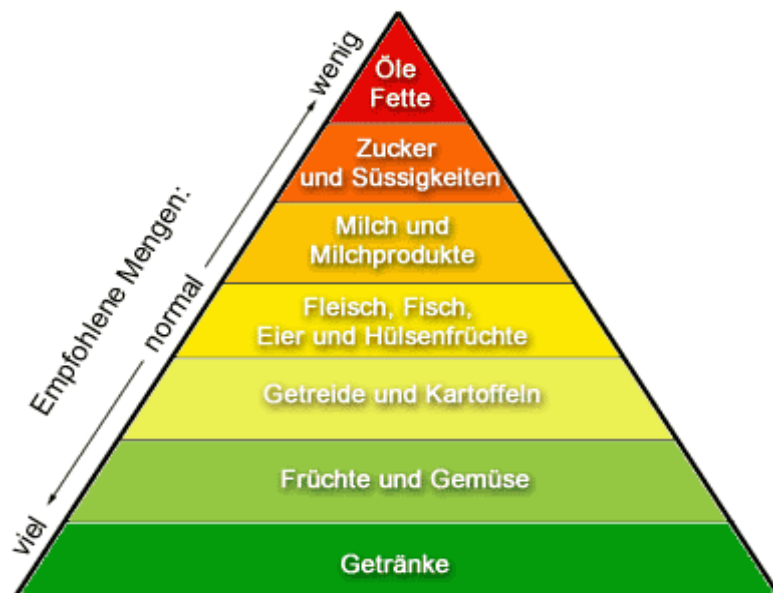 Empfohlene Mengen:
wenig
normal
viel
Öle
Fette
Zucker
und Süssigkeiten
Milch und
Milchprodukte
Fleisch, Fisch,
Eier und Hülsenfrüchte
Getreide und Kartoffeln
Früchte und Gemüse
Getränke